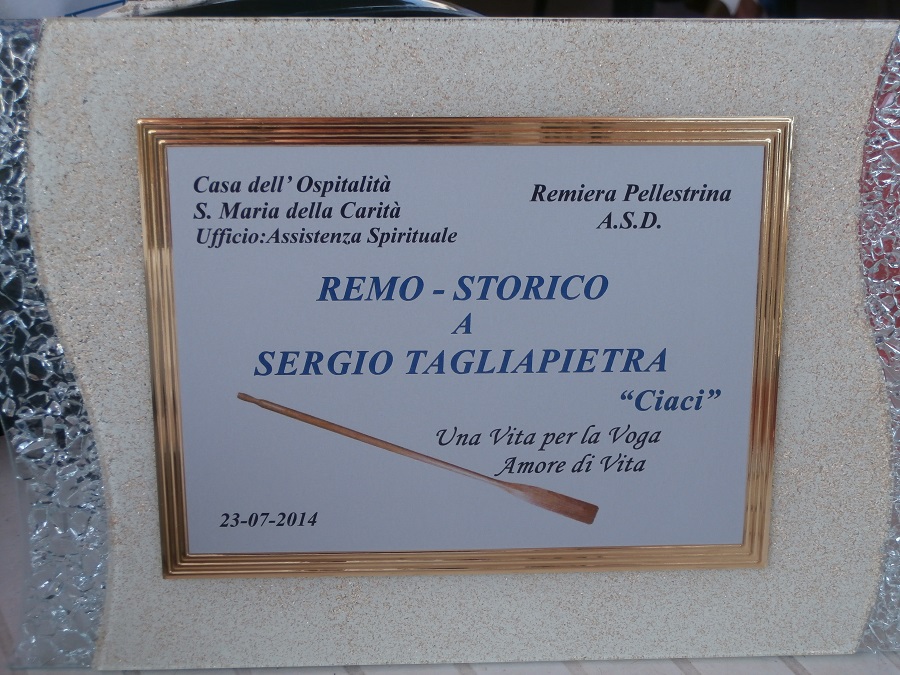 Casa dell' Ospitalità
S. Maria della Carità
Ufficio:Assistenza Spirituale
Remiera Pellestrina
A.S.D.
REMO - STORICO
A
SERGIO TAGLIAPIETRA
“Ciaci”
Una Vita per la Voga
Amore di Vita
23-07-2014